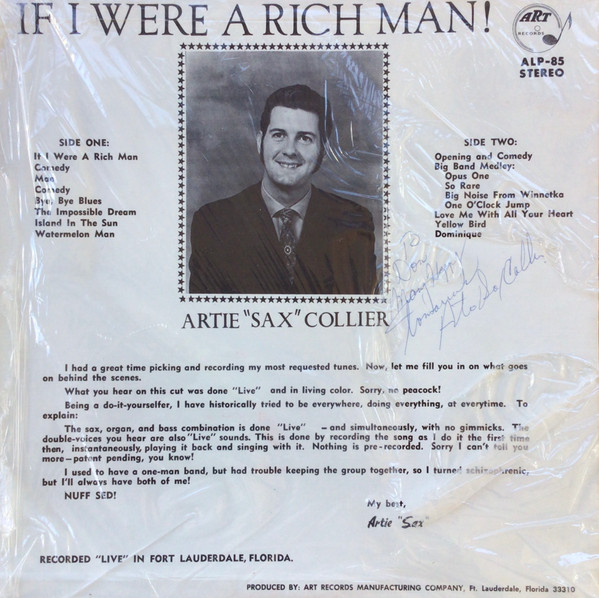 IF I WERE A RICH MAN!
ART
RECORDS
ALP-85
STEREO
SIDE ONE:
If I Were A Rich Man
Comedy
Mae
Comedy
Bye, Bye Blues
The Impossible Dream
Island In The Sun
Watermelon Man
SIDE TWO:
Opening and Comedy
Big Band Medley:
Opus One
So Rare
Big Noise From Winnetka
One O'Clock Jump
Love Me With All Your Heart
Yellow Bird
Dominique
To
Many Happy
Tomorrows
Artie Sax Collier
ARTIE "SAX" COLLIER
I had a great time picking and recording my most requested tunes. Now, let me fill you in on what goes
on behind the scenes.
What you hear on this cut was done "Live" and in living color. Sorry, no peacock!
Being a do-it-yourselfer, I have historically tried to be everywhere, doing everything, at everytime. To
explain:
The sax, organ, and bass combination is done "Live" – and simultaneously, with no gimmicks. The
double-voices you hear are also "Live" sounds. This is done by recording the song as I do it the first time
then, instantaneously, playing it back and singing with it. Nothing is pre-recorded. Sorry I can't tell you
more – patent pending, you know!
I used to have a one-man band, but had trouble keeping the group together, so I turned schizophrenic,
but I'll always have both of me!
NUFF SED!
My best,
Artie "Sax"
RECORDED "LIVE" IN FORT LAUDERDALE, FLORIDA.
PRODUCED BY: ART RECORDS MANUFACTURING COMPANY, Ft. Lauderdale, Florida 33310